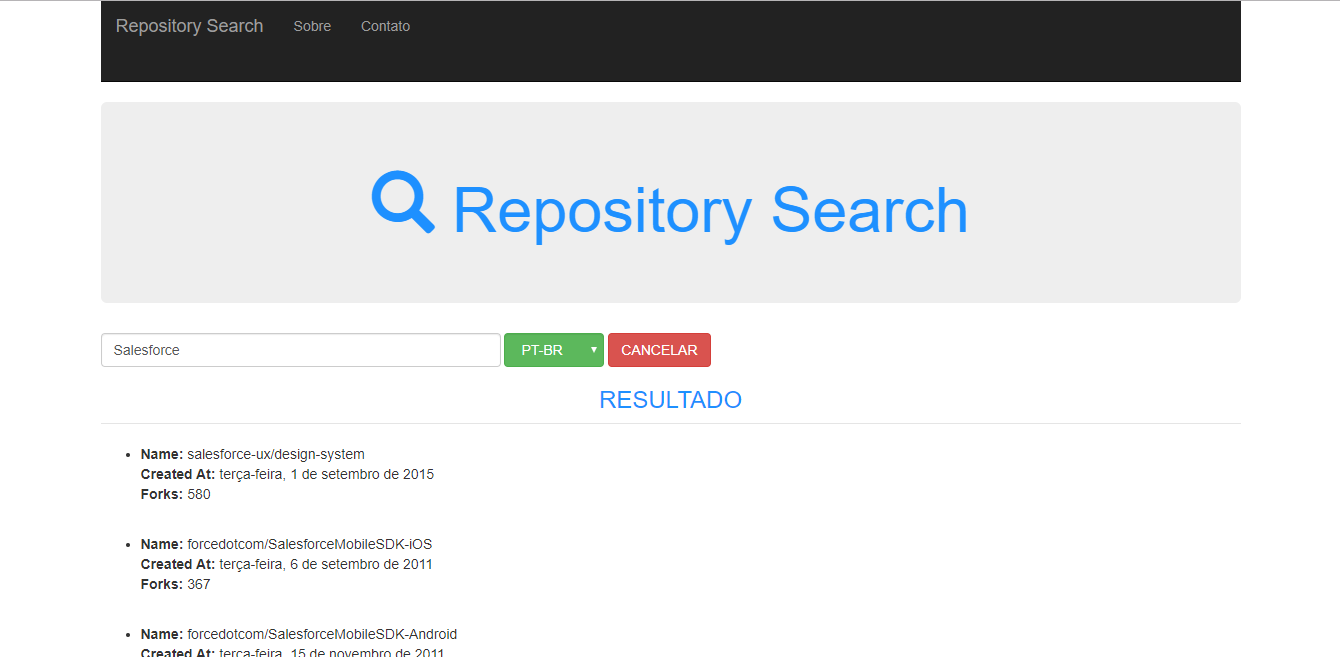 Repository Search Sobre Contato
Repository Search
Salesforce PT-BR CANCELAR
RESULTADO
Name: salesforce-ux/design-system
Created At: terça-feira, 1 de setembro de 2015
Forks: 580
Name: forcedotcom/SalesforceMobileSDK-iOS
Created At: terça-feira, 6 de setembro de 2011
Forks: 367
Name: forcedotcom/SalesforceMobileSDK-Android
Created At: terça-feira, 15 de novembro de 2011